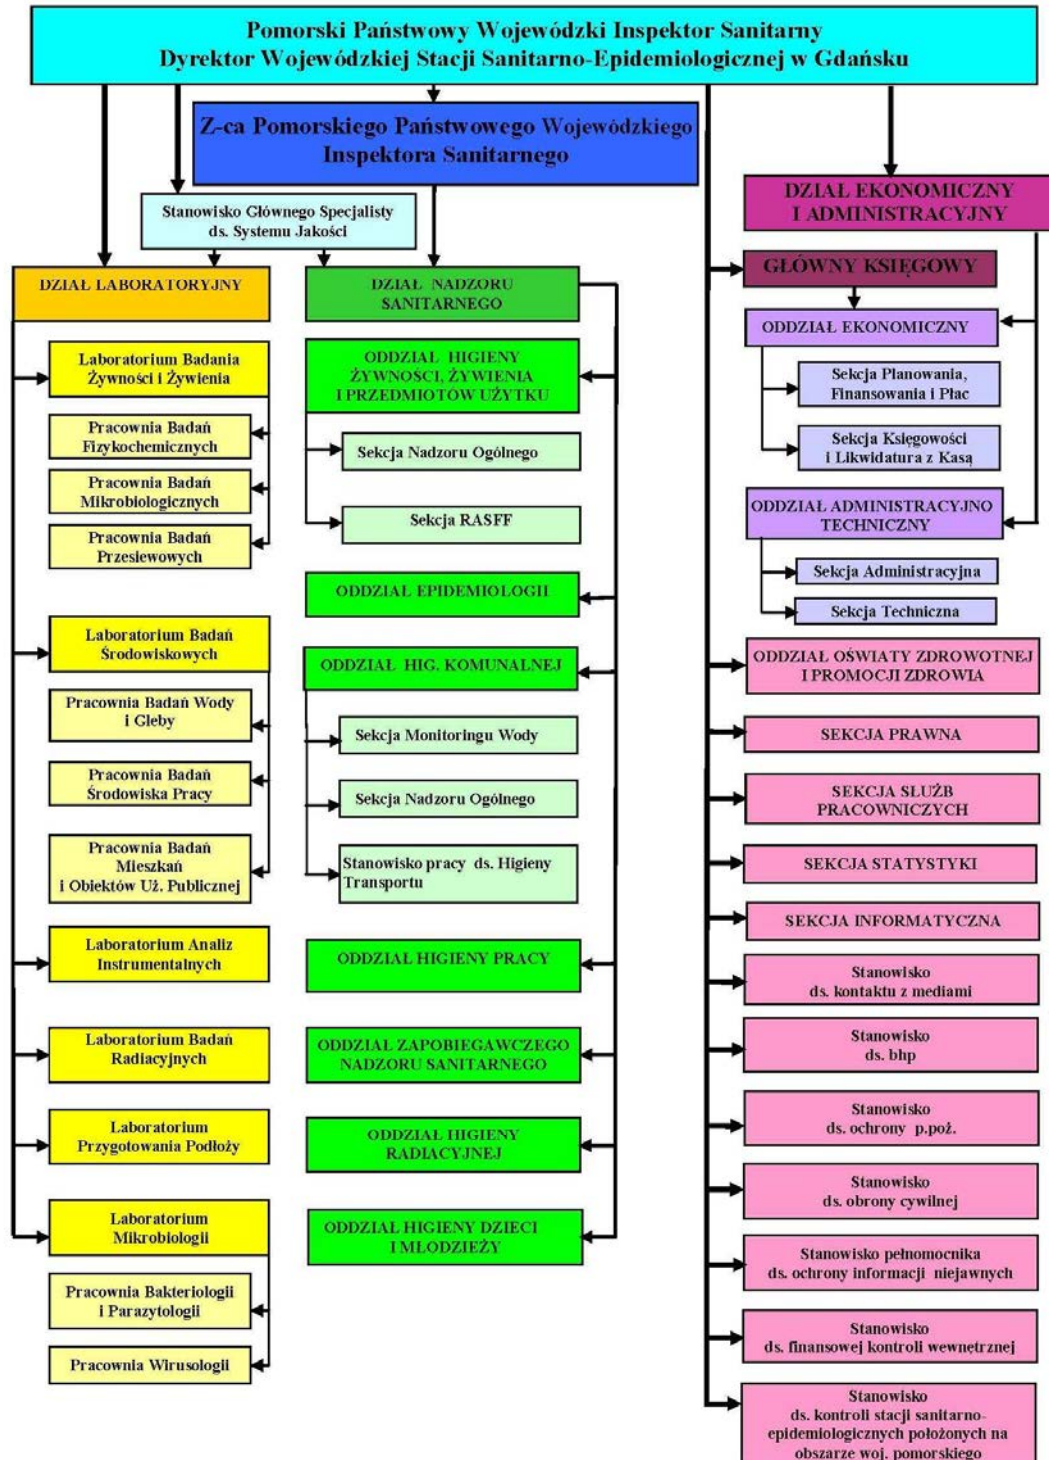 Pomorski Państwowy Wojewódzki Inspektor Sanitarny
Dyrektor Wojewódzkiej Stacji Sanitarno-Epidemiologicznej w Gdańsku
Z-ca Pomorskiego Państwowego Wojewódzkiego
Inspektora Sanitarnego
Stanowisko Głównego Specjalisty
ds. Systemu Jakości
DZIAŁ LABORATORYJNY
Laboratorium Badania
Żywności i Żywienia
Pracownia Badań
Fizykochemicznych
Pracownia Badań
Mikrobiologicznych
Pracownia Badań
Przesiewowych
Laboratorium Badań
Środowiskowych
Pracownia Badań Wody
i Gleby
Pracownia Badań
Środowiska Pracy
Pracownia Badań
Mieszkań
i Obiektów Uż. Publicznej
Laboratorium Analiz
Instrumentalnych
Laboratorium Badań
Radiacyjnych
Laboratorium
Przygotowania Podłoży
Laboratorium
Mikrobiologii
Pracownia Bakteriologii
i Parazytologii
Pracownia Wirusologii
DZIAŁ NADZORU
SANITARNEGO
ODDZIAŁ HIGIENY
ŻYWNOŚCI, ŻYWIENIA
I PRZEDMIOTÓW UŻYTKU
Sekcja Nadzoru Ogólnego
Sekcja RASFF
ODDZIAŁ EPIDEMIOLOGII
ODDZIAŁ HIG. KOMUNALNEJ
Sekcja Monitoringu Wody
Sekcja Nadzoru Ogólnego
Stanowisko pracy ds. Higieny
Transportu
ODDZIAŁ HIGIENY PRACY
ODDZIAŁ ZAPOBIEGAWCZEGO
NADZORU SANITARNEGO
ODDZIAŁ HIGIENY
RADIACYJNEJ
ODDZIAŁ HIGIENY DZIECI
I MŁODZIEŻY
DZIAŁ EKONOMICZNY
I ADMINISTRACYJNY
GŁÓWNY KSIĘGOWY
ODDZIAŁ EKONOMICZNY
Sekcja Planowania,
Finansowania i Płac
Sekcja Księgowości
i Likwidatura z Kasą
ODDZIAŁ ADMINISTRACYJNO
TECHNICZNY
Sekcja Administracyjna
Sekcja Techniczna
ODDZIAŁ OŚWIATY ZDROWOTNEJ
I PROMOCJI ZDROWIA
SEKCJA PRAWNA
SEKCJA SŁUŻB
PRACOWNICZYCH
SEKCJA STATYSTYKI
SEKCJA INFORMATYCZNA
Stanowisko
ds. kontaktu z mediami
Stanowisko
ds. bhp
Stanowisko
ds. ochrony p.poż.
Stanowisko
ds. obrony cywilnej
Stanowisko pełnomocnika
ds. ochrony informacji niejawnych
Stanowisko
ds. finansowej kontroli wewnętrznej
Stanowisko
ds. kontroli stacji sanitarno-
epidemiologicznych położonych na
obszarze woj. pomorskiego